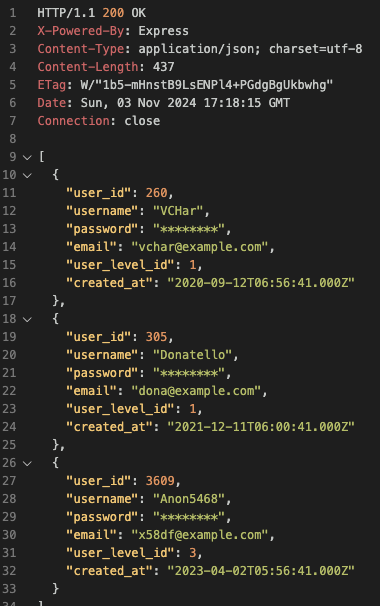 1 HTTP/1.1 200 OK
2 X-Powered-By: Express
3 Content-Type: application/json; charset=utf-8
4 Content-Length: 437
5 ETag: W/"1b5-mHnstB9LsENPl4+PGdgBgUkbwhg"
6 Date: Sun, 03 Nov 2024 17:18:15 GMT
7 Connection: close
8
9 [
10 {
11 "user_id": 260,
12 "username": "VCHar",
13 "password": "********",
14 "email": "vchar@example.com",
15 "user_level_id": 1,
16 "created_at": "2020-09-12T06:56:41.000Z"
17 },
18 {
19 "user_id": 305,
20 "username": "Donatello",
21 "password": "********",
22 "email": "dona@example.com",
23 "user_level_id": 1,
24 "created_at": "2021-12-11T06:00:41.000Z"
25 },
26 {
27 "user_id": 3609,
28 "username": "Anon5468",
29 "password": "********",
30 "email": "x58df@example.com",
31 "user_level_id": 3,
32 "created_at": "2023-04-02T05:56:41.000Z"
33 }
34 ]